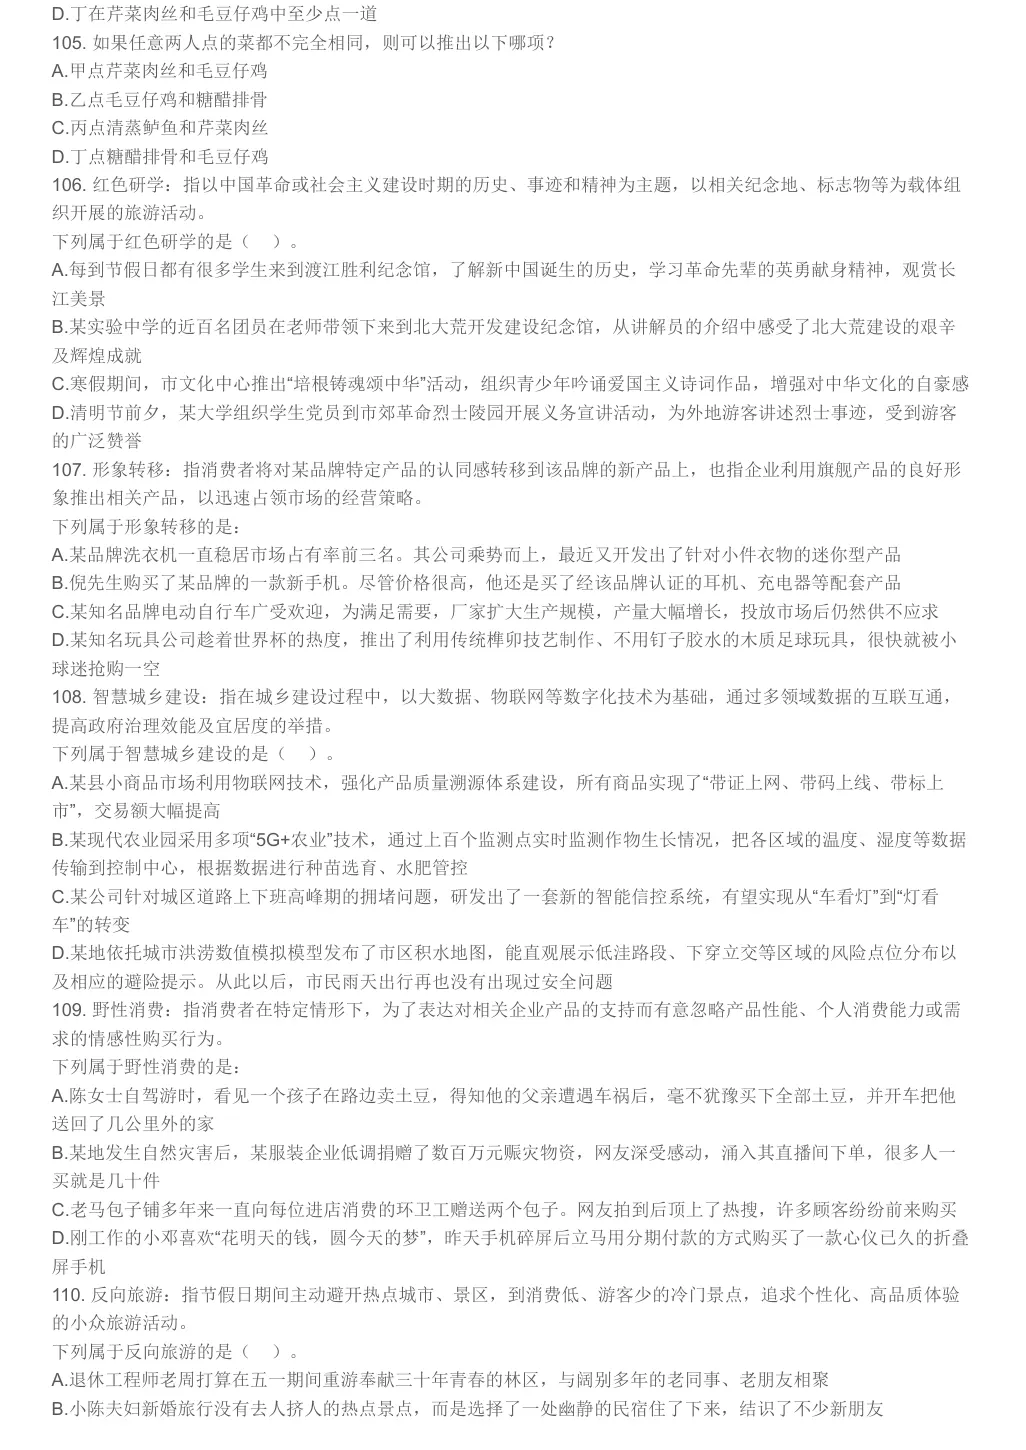 D.丁在芹菜肉丝和毛豆仔鸡中至少点一道
105. 如果任意两人点的菜都不完全相同，则可以推出以下哪项？
A.甲点芹菜肉丝和毛豆仔鸡
B.乙点毛豆仔鸡和糖醋排骨
C.丙点清蒸鲈鱼和芹菜肉丝
D.丁点糖醋排骨和毛豆仔鸡
106. 红色研学：指以中国革命或社会主义建设时期的历史、事迹和精神为主题，以相关纪念地、标志物等为载体组
织开展的旅游活动。
下列属于红色研学的是（　）。
A.每到节假日都有很多学生来到渡江胜利纪念馆，了解新中国诞生的历史，学习革命先辈的英勇献身精神，观赏长
江美景
B.某实验中学的近百名团员在老师带领下来到北大荒开发建设纪念馆，从讲解员的介绍中感受了北大荒建设的艰辛
及辉煌成就
C.寒假期间，市文化中心推出“培根铸魂颂中华”活动，组织青少年吟诵爱国主义诗词作品，增强对中华文化的自豪感
D.清明节前夕，某大学组织学生党员到市郊革命烈士陵园开展义务宣讲活动，为外地游客讲述烈士事迹，受到游客
的广泛赞誉
107. 形象转移：指消费者将对某品牌特定产品的认同感转移到该品牌的新产品上，也指企业利用旗舰产品的良好形
象推出相关产品，以迅速占领市场的经营策略。
下列属于形象转移的是：
A.某品牌洗衣机一直稳居市场占有率前三名。其公司乘势而上，最近又开发出了针对小件衣物的迷你型产品
B.倪先生购买了某品牌的一款新手机。尽管价格很高，他还是买了经该品牌认证的耳机、充电器等配套产品
C.某知名品牌电动自行车广受欢迎，为满足需要，厂家扩大生产规模，产量大幅增长，投放市场后仍然供不应求
D.某知名玩具公司趁着世界杯的热度，推出了利用传统榫卯技艺制作、不用钉子胶水的木质足球玩具，很快就被小
球迷抢购一空
108. 智慧城乡建设：指在城乡建设过程中，以大数据、物联网等数字化技术为基础，通过多领域数据的互联互通，
提高政府治理效能及宜居度的举措。
下列属于智慧城乡建设的是（　）。
A.某县小商品市场利用物联网技术，强化产品质量溯源体系建设，所有商品实现了“带证上网、带码上线、带标上
市”，交易额大幅提高
B.某现代农业园采用多项“5G+农业”技术，通过上百个监测点实时监测作物生长情况，把各区域的温度、湿度等数据
传输到控制中心，根据数据进行种苗选育、水肥管控
C.某公司针对城区道路上下班高峰期的拥堵问题，研发出了一套新的智能信控系统，有望实现从“车看灯”到“灯看
车”的转变
D.某地依托城市洪涝数值模拟模型发布了市区积水地图，能直观展示低洼路段、下穿立交等区域的风险点位分布以
及相应的避险提示。从此以后，市民雨天出行再也没有出现过安全问题
109. 野性消费：指消费者在特定情形下，为了表达对相关企业产品的支持而有意忽略产品性能、个人消费能力或需
求的情感性购买行为。
下列属于野性消费的是：
A.陈女士自驾游时，看见一个孩子在路边卖土豆，得知他的父亲遭遇车祸后，毫不犹豫买下全部土豆，并开车把他
送回了几公里外的家
B.某地发生自然灾害后，某服装企业低调捐赠了数百万元赈灾物资，网友深受感动，涌入其直播间下单，很多人一
买就是几十件
C.老马包子铺多年来一直向每位进店消费的环卫工赠送两个包子。网友拍到后顶上了热搜，许多顾客纷纷前来购买
D.刚工作的小邓喜欢“花明天的钱，圆今天的梦”，昨天手机碎屏后立马用分期付款的方式购买了一款心仪已久的折叠
屏手机
110. 反向旅游：指节假日期间主动避开热点城市、景区，到消费低、游客少的冷门景点，追求个性化、高品质体验
的小众旅游活动。
下列属于反向旅游的是（　）。
A.退休工程师老周打算在五一期间重游奉献三十年青春的林区，与阔别多年的老同事、老朋友相聚
B.小陈夫妇新婚旅行没有去人挤人的热点景点，而是选择了一处幽静的民宿住了下来，结识了不少新朋友